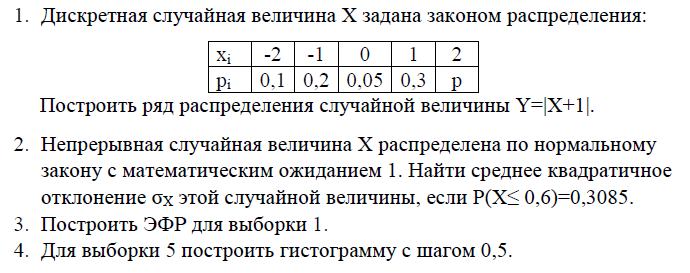 1. Дискретная случайная величина X задана законом распределения:
xi -2 -1 0 1 2
pi 0,1 0,2 0,05 0,3 p
Построить ряд распределения случайной величины Y=|X+1|.
2. Непрерывная случайная величина X распределена по нормальному
закону с математическим ожиданием 1. Найти среднее квадратичное
отклонение σX этой случайной величины, если P(X≤ 0,6)=0,3085.
3. Построить ЭФР для выборки 1.
4. Для выборки 5 построить гистограмму с шагом 0,5.